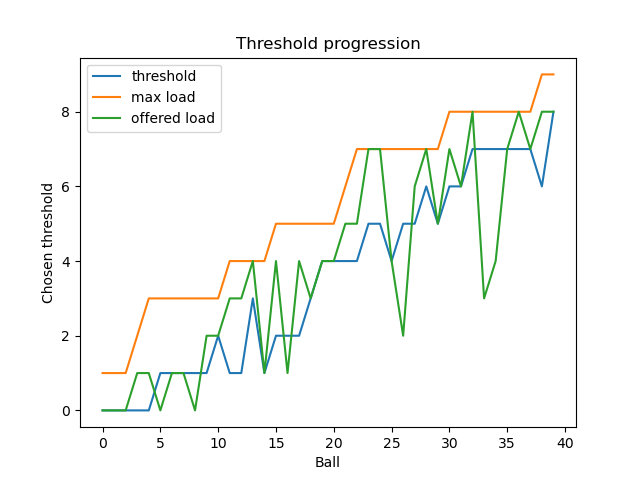 Threshold progression
threshold
max load
offered load
Chosen threshold
8
6
4
2
0
0 5 10 15 20 25 30 35 40
Ball